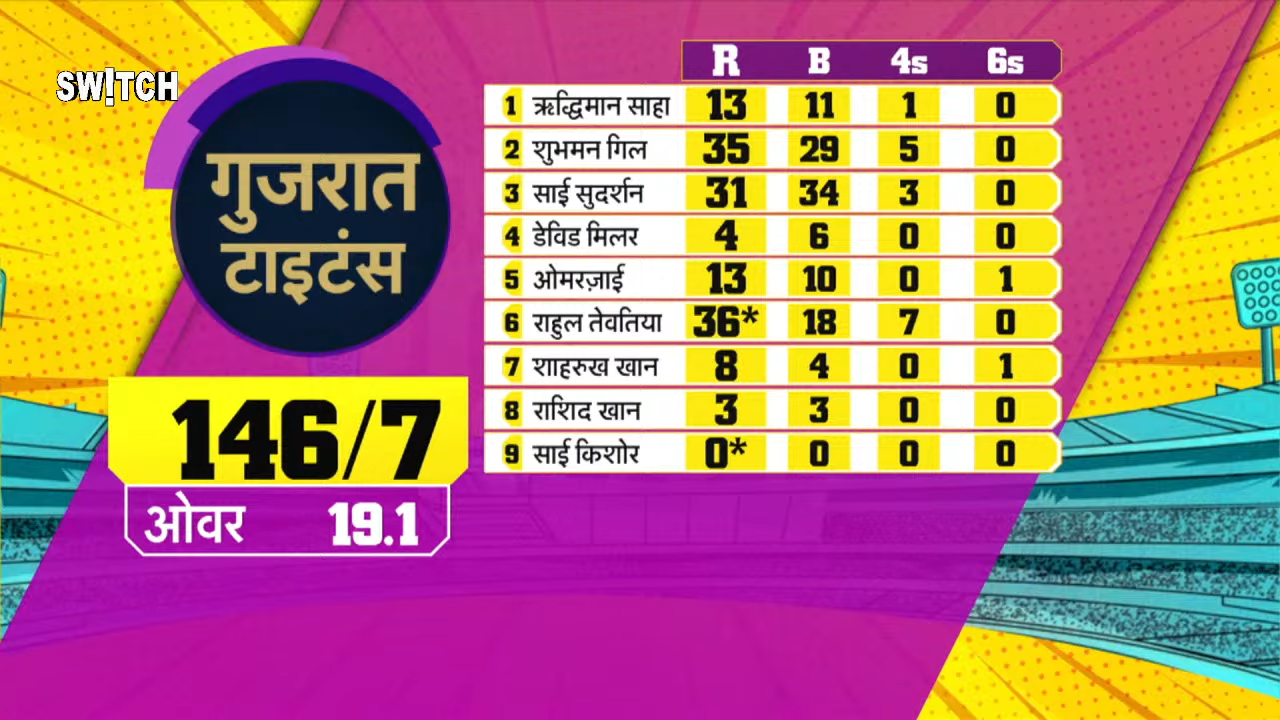 SW!TCH
गुजरात
टाइटंस
146/7
ओवर 19.1
R B 4s 6s
1 ऋद्धिमान साहा 13 11 1 0
2 शुभमन गिल 35 29 5 0
3 साई सुदर्शन 31 34 3 0
4 डेविड मिलर 4 6 0 0
5 ओमरज़ाई 13 10 0 1
6 राहुल तेवतिया 36* 18 7 0
7 शाहरुख खान 8 4 0 1
8 राशिद खान 3 3 0 0
9 साई किशोर 0* 0 0 0